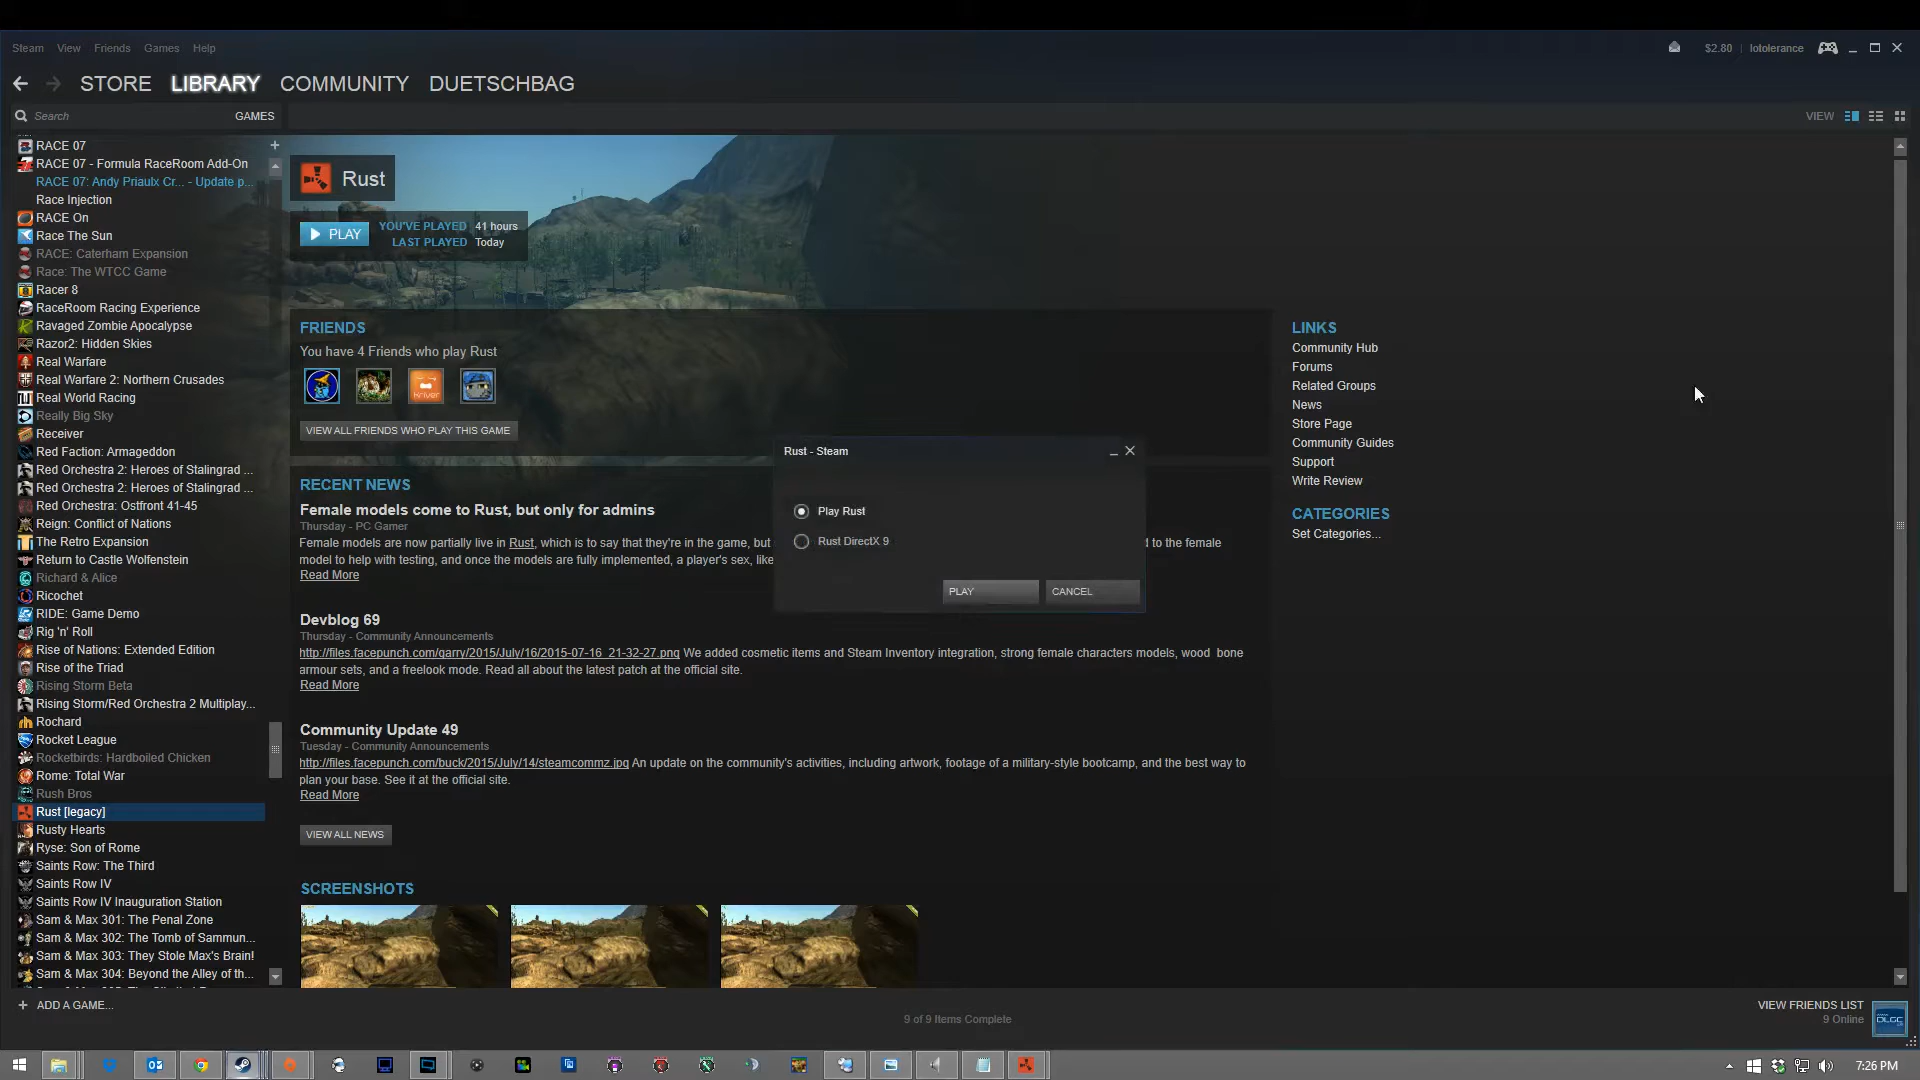 Steam View Friends Games Help
$2.80 | lotolerance
STORE LIBRARY COMMUNITY DUETSCHBAG
Search GAMES VIEW
RACE 07
RACE 07 - Formula RaceRoom Add-On
RACE 07: Andy Priaulx Cr... - Update p...
Race Injection
RACE On
Race The Sun
RACE: Caterham Expansion
Race: The WTCC Game
Racer 8
RaceRoom Racing Experience
Ravaged Zombie Apocalypse
Razor2: Hidden Skies
Real Warfare
Real Warfare 2: Northern Crusades
Real World Racing
Really Big Sky
Receiver
Red Faction: Armageddon
Red Orchestra 2: Heroes of Stalingrad ...
Red Orchestra 2: Heroes of Stalingrad ...
Red Orchestra: Ostfront 41-45
Reign: Conflict of Nations
The Retro Expansion
Return to Castle Wolfenstein
Richard & Alice
Ricochet
RIDE: Game Demo
Rig 'n' Roll
Rise of Nations: Extended Edition
Rise of the Triad
Rising Storm Beta
Rising Storm/Red Orchestra 2 Multiplay...
Rochard
Rocket League
Rocketbirds: Hardboiled Chicken
Rome: Total War
Rush Bros
Rust [legacy]
Rusty Hearts
Ryse: Son of Rome
Saints Row: The Third
Saints Row IV
Saints Row IV Inauguration Station
Sam & Max 301: The Penal Zone
Sam & Max 302: The Tomb of Sammun...
Sam & Max 303: They Stole Max's Brain!
Sam & Max 304: Beyond the Alley of th...
+ ADD A GAME...
Rust
PLAY
YOU'VE PLAYED 41 hours
LAST PLAYED Today
FRIENDS
You have 4 Friends who play Rust
kriver
VIEW ALL FRIENDS WHO PLAY THIS GAME
RECENT NEWS
Female models come to Rust, but only for admins
Thursday - PC Gamer
Female models are now partially live in Rust, which is to say that they're in the game, but d to the female
model to help with testing, and once the models are fully implemented, a player's sex, like
Read More
Devblog 69
Thursday - Community Announcements
http://files.facepunch.com/garry/2015/July/16/2015-07-16_21-32-27.png We added cosmetic items and Steam Inventory integration, strong female characters models, wood bone
armour sets, and a freelook mode. Read all about the latest patch at the official site.
Read More
Community Update 49
Tuesday - Community Announcements
http://files.facepunch.com/buck/2015/July/14/steamcommz.jpg An update on the community's activities, including artwork, footage of a military-style bootcamp, and the best way to
plan your base. See it at the official site.
Read More
VIEW ALL NEWS
SCREENSHOTS
Rust - Steam
Play Rust
Rust DirectX 9
PLAY CANCEL
LINKS
Community Hub
Forums
Related Groups
News
Store Page
Community Guides
Support
Write Review
CATEGORIES
Set Categories...
9 of 9 Items Complete
VIEW FRIENDS LIST
9 Online
DLGC
7:26 PM